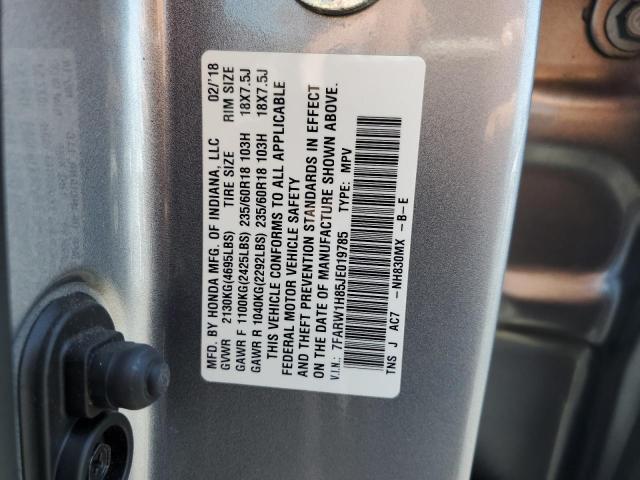 MFD. BY HONDA MFG. OF INDIANA, LLC 02/'18
GVWR 2130KG(4695LBS) TIRE SIZE RIM SIZE
GAWR F 1100KG(2425LBS) 235/60R18 103H 18X7.5J
GAWR R 1040KG(2292LBS) 235/60R18 103H 18X7.5J
THIS VEHICLE CONFORMS TO ALL APPLICABLE
FEDERAL MOTOR VEHICLE SAFETY
AND THEFT PREVENTION STANDARDS IN EFFECT
ON THE DATE OF MANUFACTURE SHOWN ABOVE.
V.I.N.: 7FARW1H85JE019785 TYPE: MPV
TNS J AC7 -NH830MX -B-E